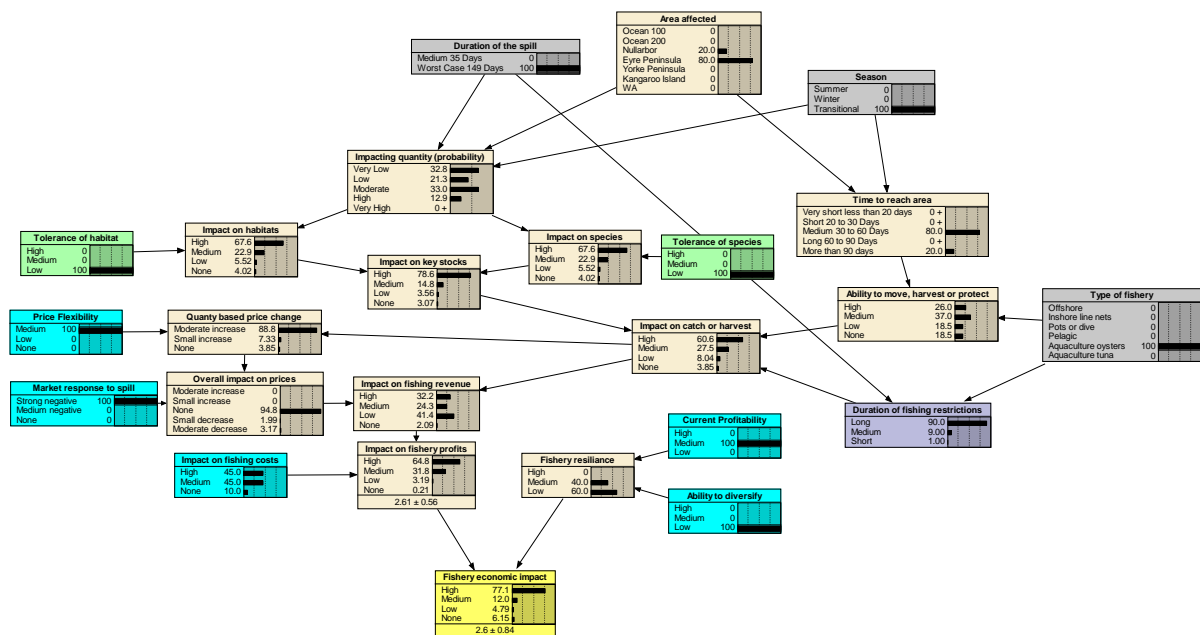 Area affected
Ocean 100 0
Ocean 200 0
Nullarbor 20.0
Eyre Peninsula 80.0
Yorke Peninsula 0
Kangaroo Island 0
WA 0
Duration of the spill
Medium 35 Days 0
Worst Case 149 Days 100
Season
Summer 0
Winter 0
Transitional 100
Impacting quantity (probability)
Very Low 32.8
Low 21.3
Moderate 33.0
High 12.9
Very High 0 +
Time to reach area
Very short less than 20 days 0 +
Short 20 to 30 Days 0 +
Medium 30 to 60 Days 80.0
Long 60 to 90 Days 0 +
More than 90 days 20.0
Tolerance of habitat
High 0
Medium 0
Low 100
Impact on habitats
High 67.6
Medium 22.9
Low 5.52
None 4.02
Impact on species
High 67.6
Medium 22.9
Low 5.52
None 4.02
Tolerance of species
High 0
Medium 0
Low 100
Impact on key stocks
High 78.6
Medium 14.8
Low 3.56
None 3.07
Ability to move, harvest or protect
High 26.0
Medium 37.0
Low 18.5
None 18.5
Type of fishery
Offshore 0
Inshore line nets 0
Pots or dive 0
Pelagic 0
Aquaculture oysters 100
Aquaculture tuna 0
Price Flexibility
Medium 100
Low 0
None 0
Quanty based price change
Moderate increase 88.8
Small increase 7.33
None 3.85
Impact on catch or harvest
High 60.6
Medium 27.5
Low 8.04
None 3.85
Market response to spill
Strong negative 100
Medium negative 0
None 0
Overall impact on prices
Moderate increase 0
Small increase 0
None 94.8
Small decrease 1.99
Moderate decrease 3.17
Impact on fishing revenue
High 32.2
Medium 24.3
Low 41.4
None 2.09
Duration of fishing restrictions
Long 90.0
Medium 9.00
Short 1.00
Current Profitability
High 0
Medium 100
Low 0
Impact on fishing costs
High 45.0
Medium 45.0
None 10.0
Impact on fishery profits
High 64.8
Medium 31.8
Low 3.19
None 0.21
2.61 ± 0.56
Fishery resiliance
High 0
Medium 40.0
Low 60.0
Ability to diversify
High 0
Medium 0
Low 100
Fishery economic impact
High 77.1
Medium 12.0
Low 4.79
None 6.15
2.6 ± 0.84